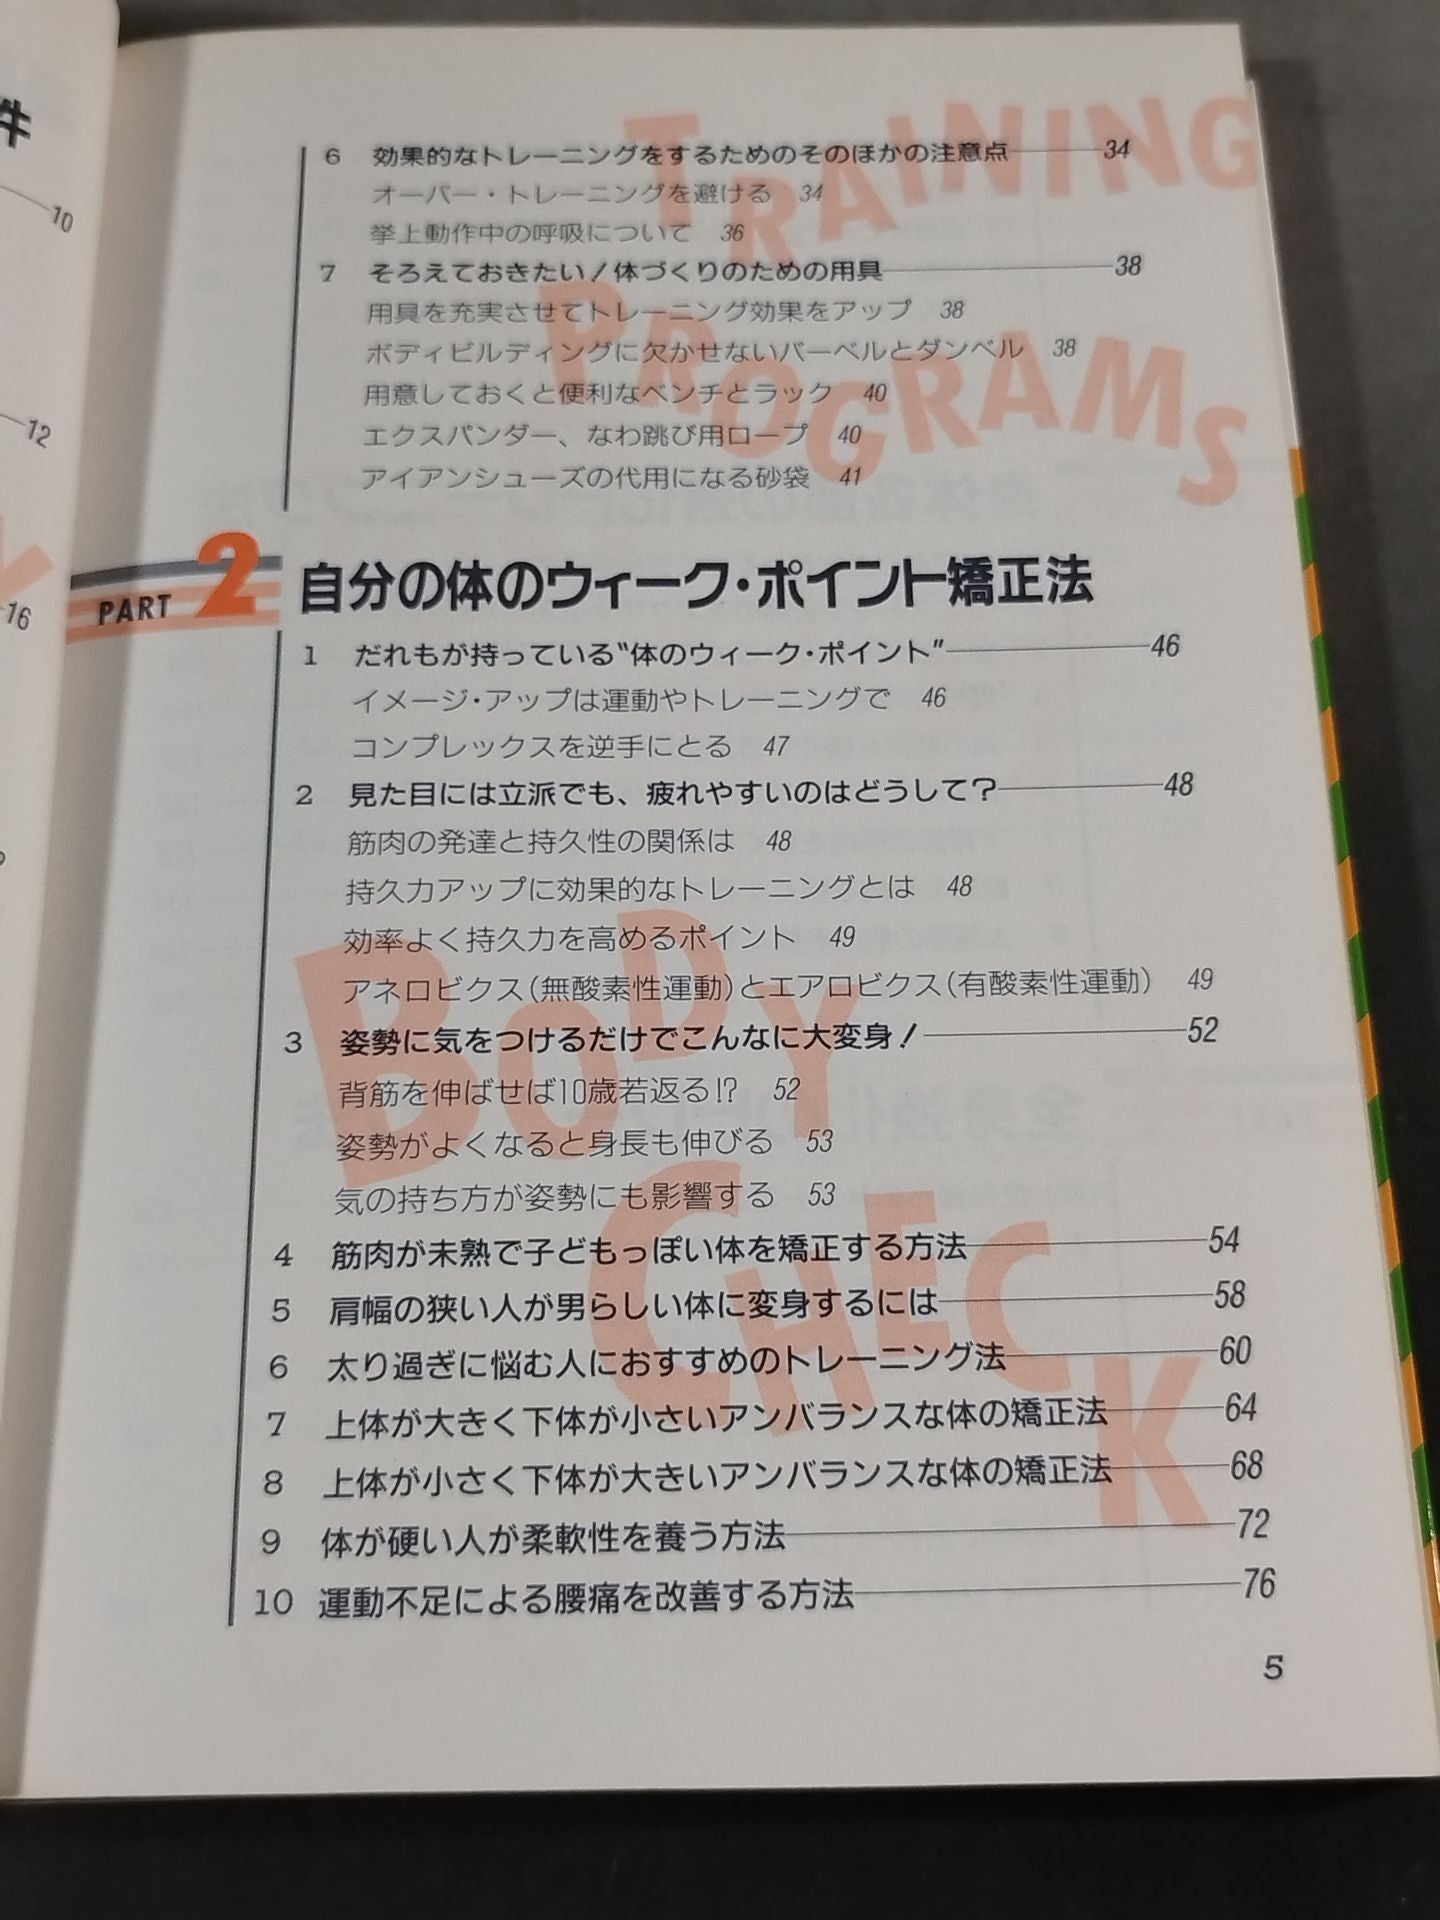 件
10
12
16
TRAINING
PROGRAMS
6 効果的なトレーニングをするためのそのほかの注意点 34
オーバー・トレーニングを避ける 34
挙上動作中の呼吸について 36
7 そろえておきたい!体づくりのための用具 38
用具を充実させてトレーニング効果をアップ 38
ボディビルディングに欠かせないバーベルとダンベル 38
用意しておくと便利なベンチとラック 40
エクスパンダー、なわ跳び用ロープ 40
アイアンシューズの代用になる砂袋 41
PART 2 自分の体のウィーク・ポイント矯正法
BODY
CHECK
1 だれもが持っている"体のウィーク・ポイント" 46
イメージ・アップは運動やトレーニングで 46
コンプレックスを逆手にとる 47
2 見た目には立派でも、疲れやすいのはどうして? 48
筋肉の発達と持久性の関係は 48
持久力アップに効果的なトレーニングとは 48
効率よく持久力を高めるポイント 49
アネロビクス(無酸素性運動)とエアロビクス(有酸素性運動) 49
3 姿勢に気をつけるだけでこんなに大変身! 52
背筋を伸ばせば10歳若返る!? 52
姿勢がよくなると身長も伸びる 53
気の持ち方が姿勢にも影響する 53
4 筋肉が未熟で子どもっぽい体を矯正する方法 54
5 肩幅の狭い人が男らしい体に変身するには 58
6 太り過ぎに悩む人におすすめのトレーニング法 60
7 上体が大きく下体が小さいアンバランスな体の矯正法 64
8 上体が小さく下体が大きいアンバランスな体の矯正法 68
9 体が硬い人が柔軟性を養う方法 72
10 運動不足による腰痛を改善する方法 76
5